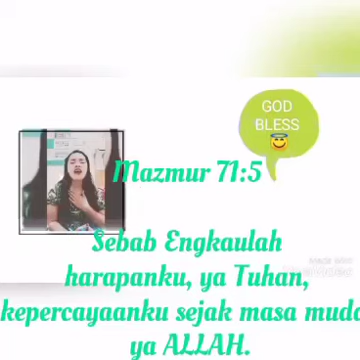 GOD
BLESS
Mazmur 71:5
Sebab Engkaulah
harapanku, ya Tuhan,
kepercayaanku sejak masa muda
ya ALLAH.